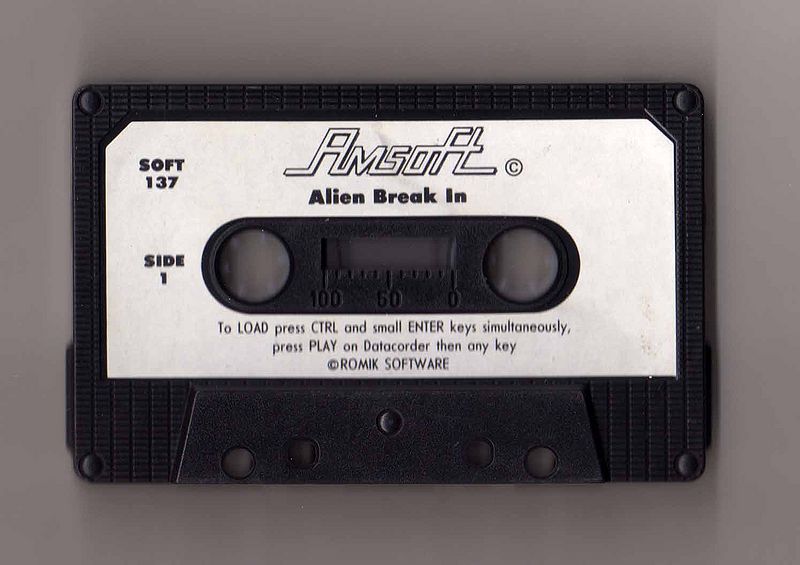 Amsoft ©
Alien Break In
SOFT
137
SIDE
1
100 50 0
To LOAD press CTRL and small ENTER keys simultaneously,
press PLAY on Datacorder then any key
©ROMIK SOFTWARE